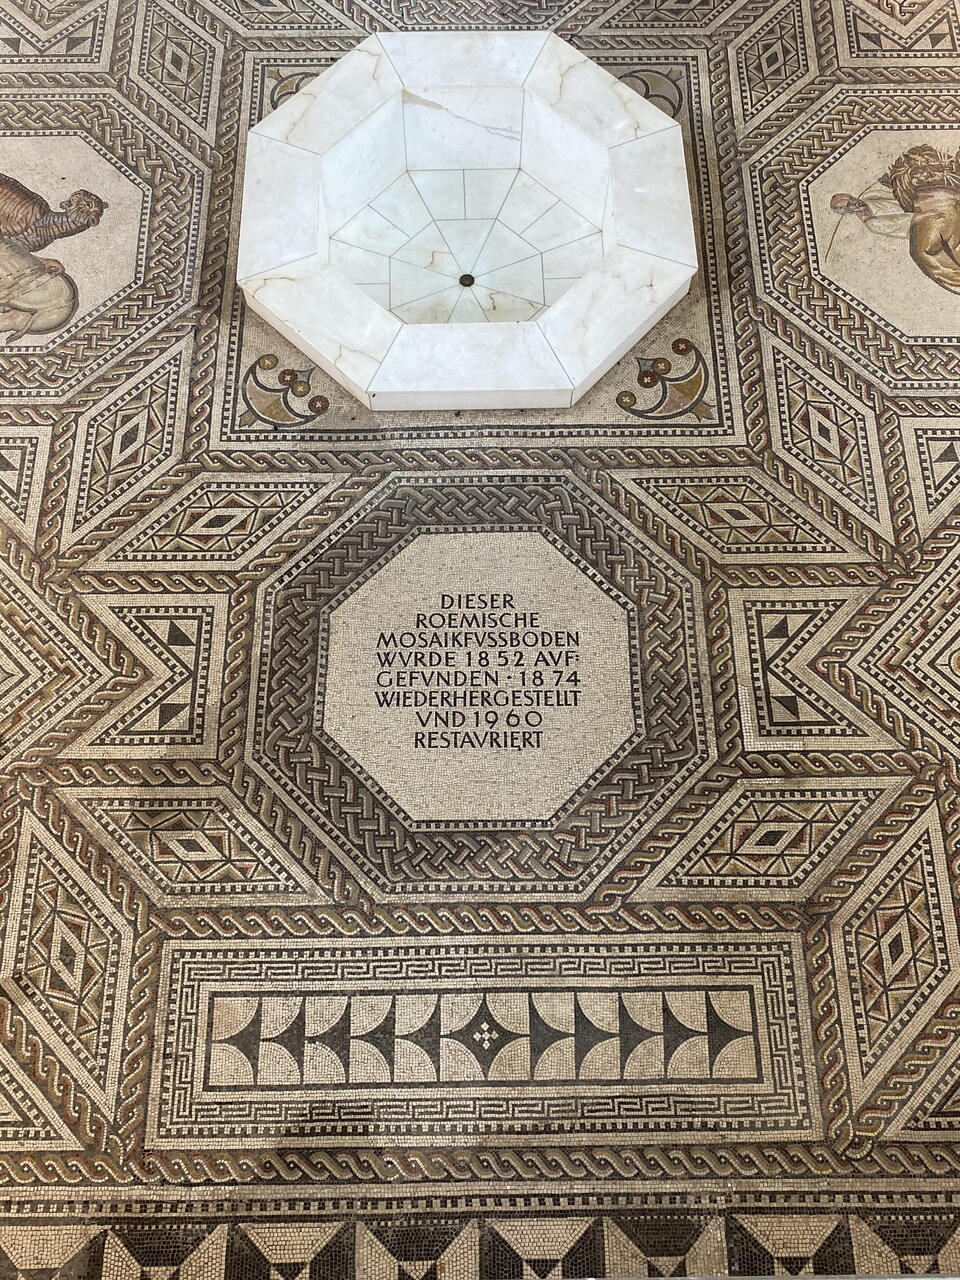 DIESER
ROEMISCHE
MOSAIKFVSSBODEN
WVRDE 1852 AVF:
GEFVNDEN · 1874
WIEDERHERGESTELLT
VND 1960
RESTAVRIERT